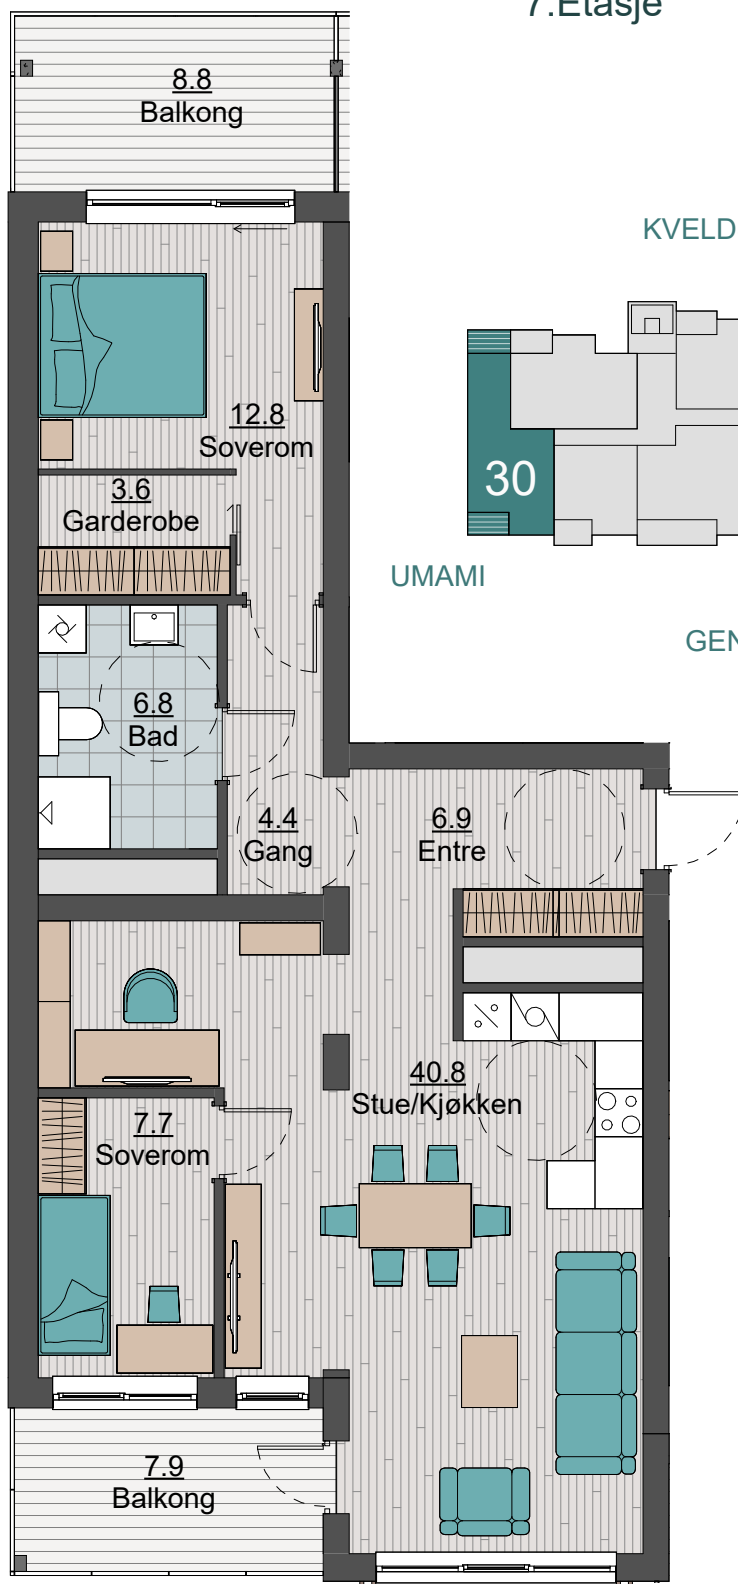 7.Etasje
8.8
Balkong
KVELD
12.8
Soverom
3.6
Garderobe
30
UMAMI
6.8
Bad
4.4
Gang
6.9
Entre
40.8
Stue/Kjøkken
7.7
Soverom
7.9
Balkong